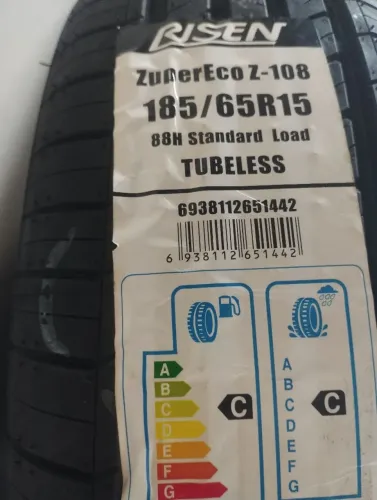 RISEN
ZuperEco Z-108
185/65R15
88H Standard Load
TUBELESS
6938112651442
6 938112 651442
A
B
C
D
E
F
G
C
A
B
C
D
E
F
G
C